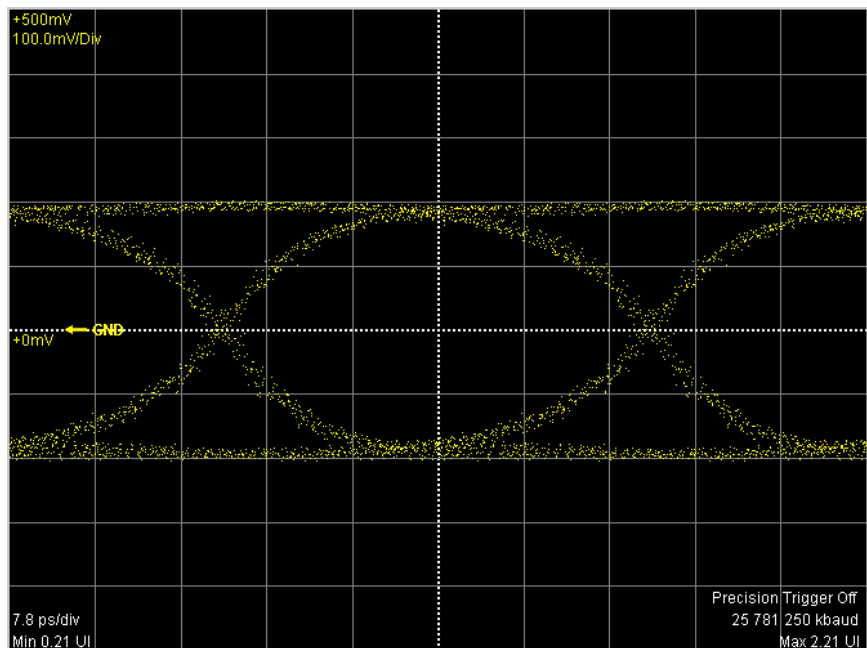 +500mV
100.0mV/Div
GND
+0mV
Precision Trigger Off
7.8 ps/div
25 781 250 kbaud
Min 0.21 UI
Max 2.21 UI